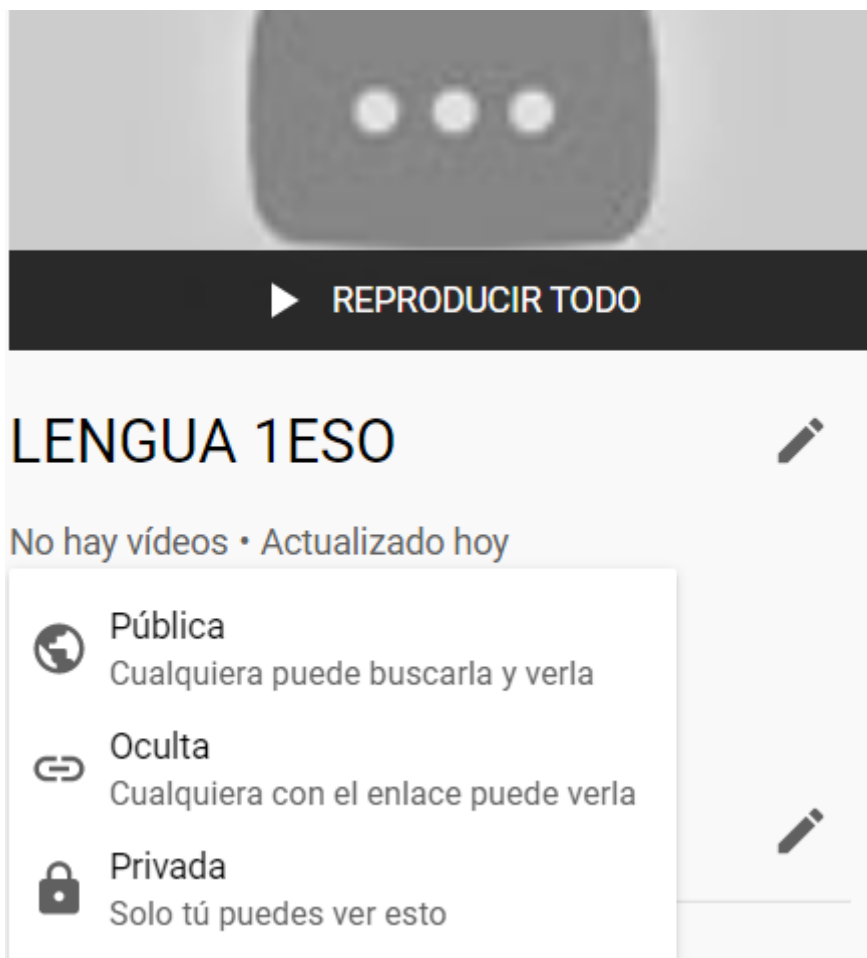 REPRODUCIR TODO
LENGUA 1ESO
No hay vídeos • Actualizado hoy
Pública
Cualquiera puede buscarla y verla
Oculta
Cualquiera con el enlace puede verla
Privada
Solo tú puedes ver esto